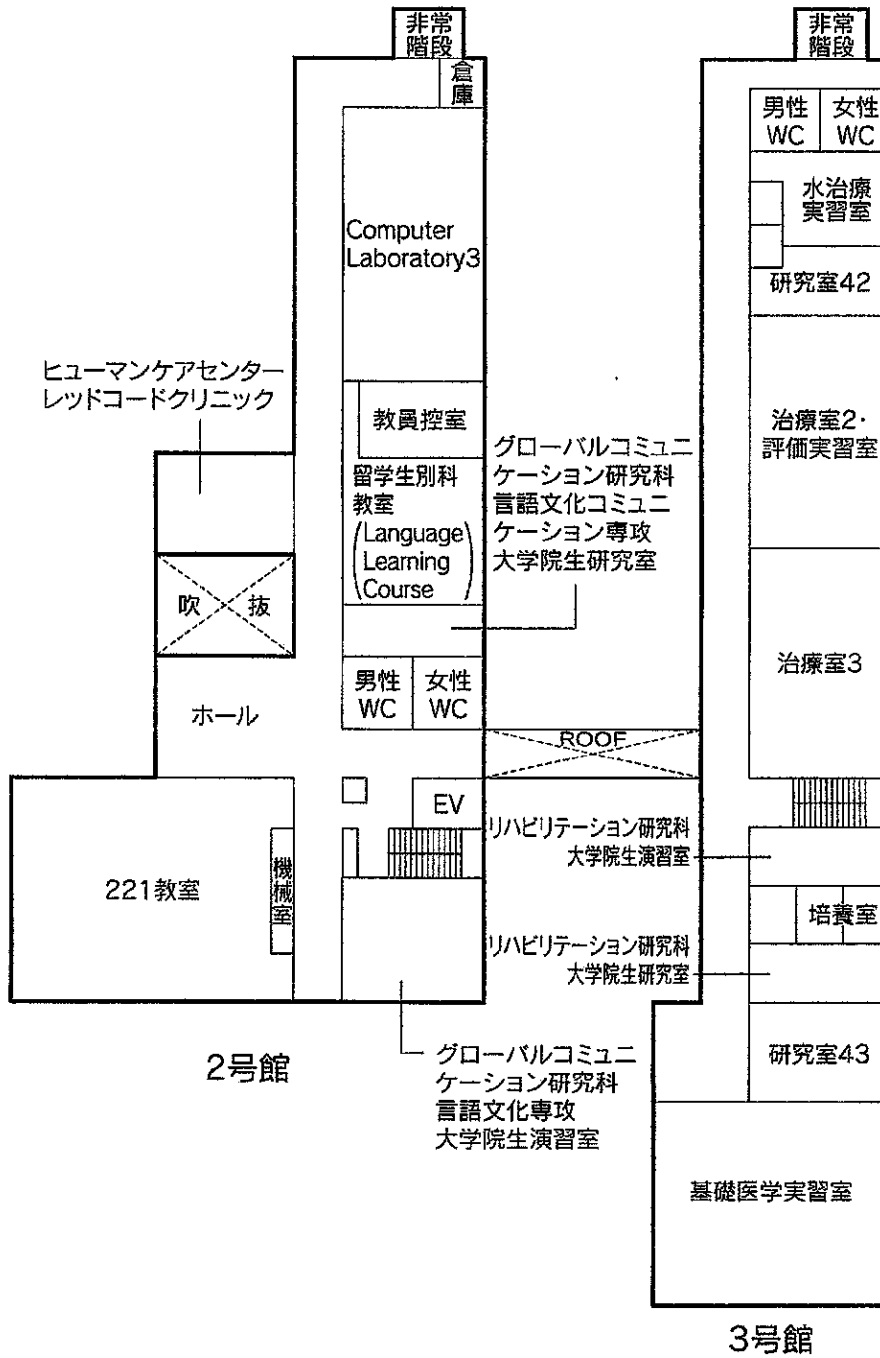 非常
階段
倉
庫
Computer
Laboratory3
ヒューマンケアセンター
レッドコードクリニック
教員控室
留学生別科
教室
(Language
Learning
Course)
グローバルコミュニ
ケーション研究科
言語文化コミュニ
ケーション専攻
大学院生研究室
吹 抜
男性
WC
女性
WC
ホール
ROOF
EV
221教室
機
械
室
グローバルコミュニ
ケーション研究科
言語文化専攻
大学院生演習室
2号館
非常
階段
男性
WC
女性
WC
水治療
実習室
研究室42
治療室2・
評価実習室
治療室3
リハビリテーション研究科
大学院生演習室
培養室
リハビリテーション研究科
大学院生研究室
研究室43
基礎医学実習室
3号館